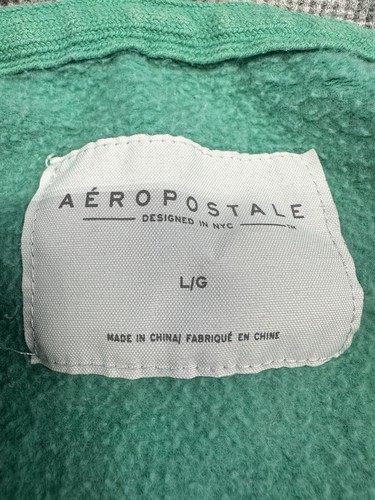 AÉROPOSTALE
DESIGNED IN NYC ™
L/G
MADE IN CHINA/ FABRIQUÉ EN CHINE